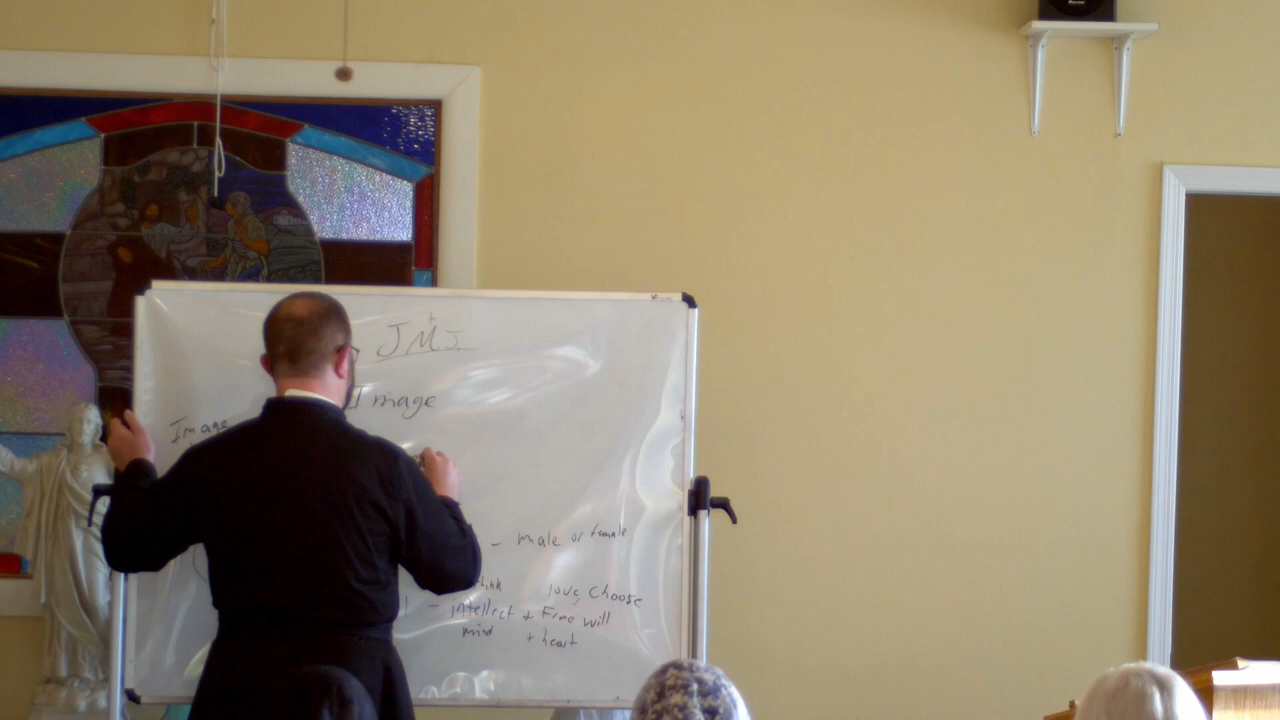 JMJ
Image
Image
- male or female
think love, choose
- intellect + Free will
mind + heart